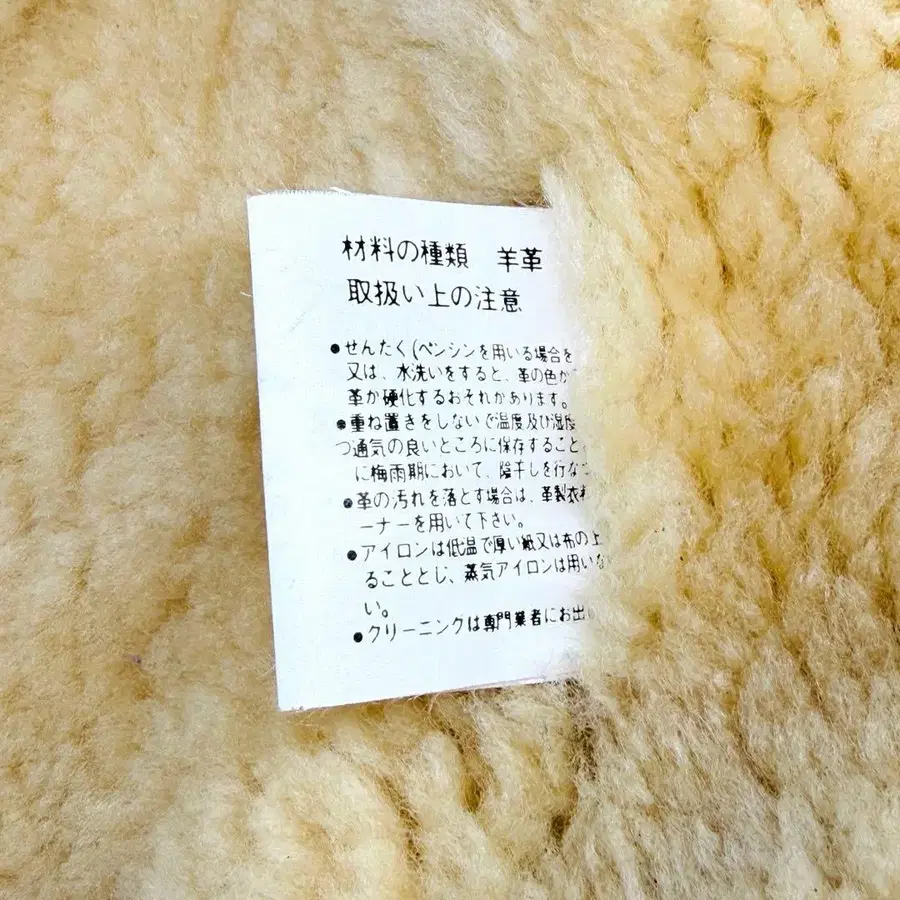 材料の種類 羊革
取扱い上の注意
●せんたく(ペンシンを用いる場合を
又は、水洗いをすると、革の色が
革か硬化するおそれかあります。
●重ね置きをしないで温度及び湿度
つ通気の良いところに保存すること
に梅雨期において、陰干しを行なつ
●革の汚れを落とす場合は、革製衣料
ーナーを用いて下さい。
●アイロンは低温で厚い紙又は布の上
ることとじ、蒸気アイロンは用いな
い。
●クリーニングは専門業者にお出し